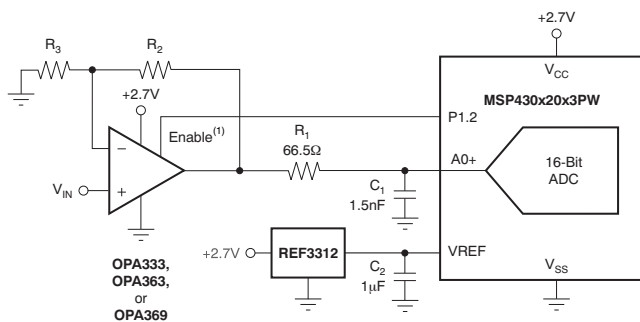 +2.7V
R3
R2
VCC
+2.7V
MSP430x20x3PW
Enable(1)
P1.2
R1
66.5Ω
−
A0+
16-Bit
ADC
VIN
+
C1
1.5nF
+2.7V
REF3312
VREF
OPA333,
OPA363,
or
OPA369
C2
1μF
VSS